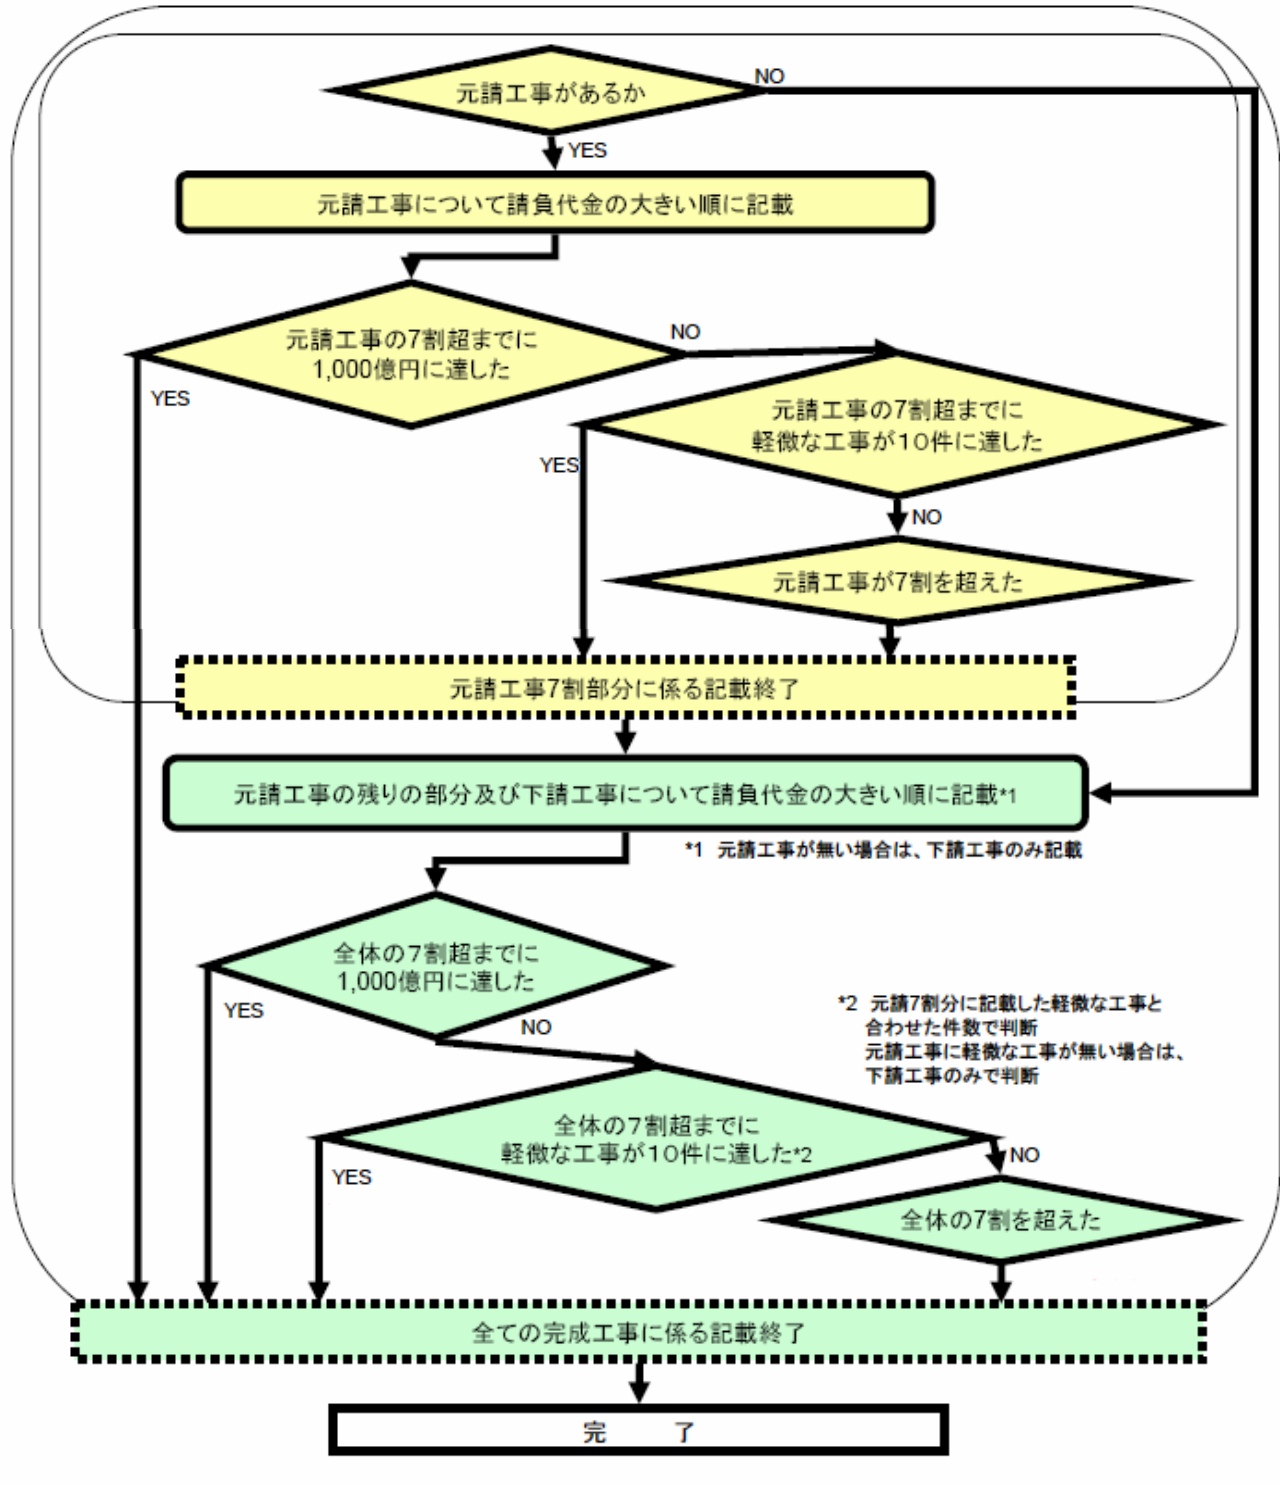 元請工事があるか
NO
YES
元請工事について請負代金の大きい順に記載
元請工事の7割超までに
1,000億円に達した
NO
YES
元請工事の7割超までに
軽微な工事が10件に達した
YES
NO
元請工事が7割を超えた
元請工事7割部分に係る記載終了
元請工事の残りの部分及び下請工事について請負代金の大きい順に記載*1
*1 元請工事が無い場合は、下請工事のみ記載
全体の7割超までに
1,000億円に達した
YES
NO
*2 元請7割分に記載した軽微な工事と
合わせた件数で判断
元請工事に軽微な工事が無い場合は、
下請工事のみで判断
全体の7割超までに
軽微な工事が10件に達した*2
YES
NO
全体の7割を超えた
全ての完成工事に係る記載終了
完 了